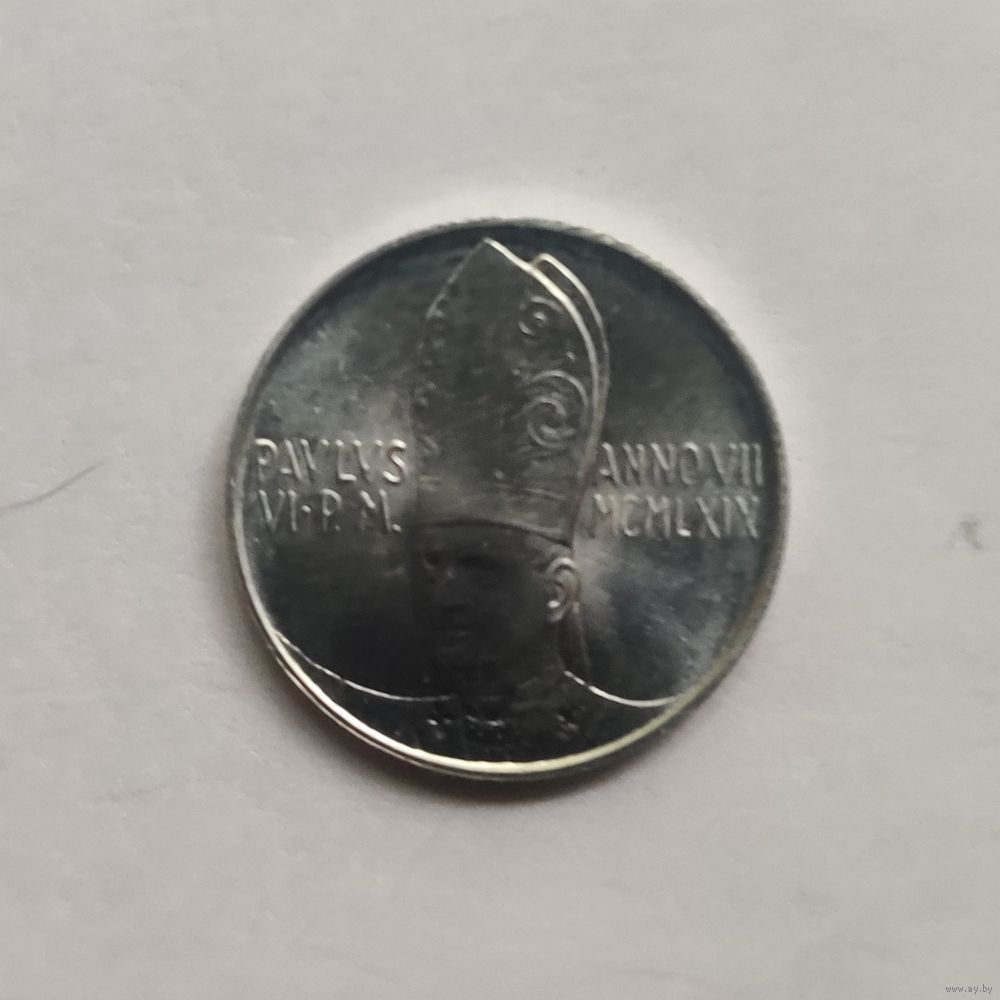 PAVLVS
VI·P. M.
ANNO VII
MCMLXIX
www.ay.by